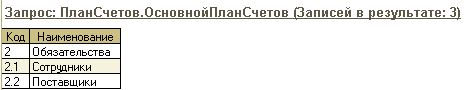 Запрос: ПланСчетов.ОсновнойПланСчетов (Записей в результате: 3)
Код Наименование
2 Обязательства
2.1 Сотрудники
2.2 Поставщики